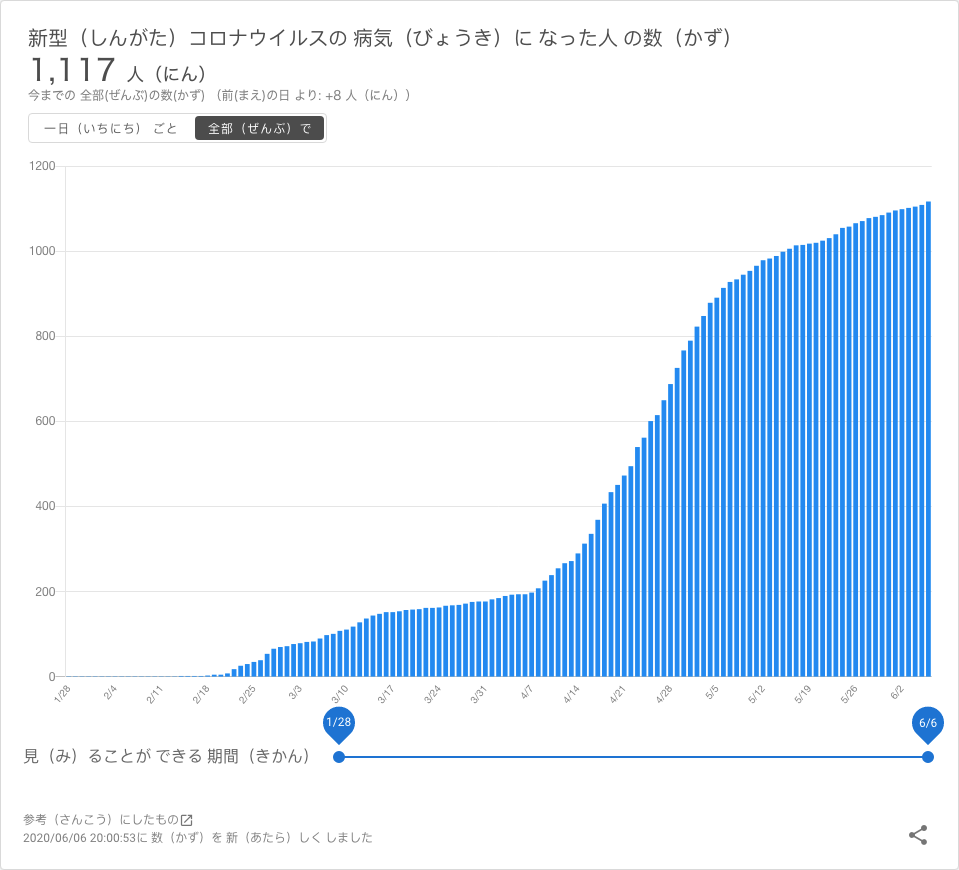 新型（しんがた）コロナウイルスの 病気（びょうき）に なった人 の数（かず）
1,117 人（にん）
今までの 全部(ぜんぶ)の数(かず) （前(まえ)の日 より: +8 人（にん））
一日（いちにち） ごと 全部（ぜんぶ）で
1200
1000
800
600
400
200
0
1/28 2/4 2/11 2/18 2/25 3/3 3/10 3/17 3/24 3/31 4/7 4/14 4/21 4/28 5/5 5/12 5/19 5/26 6/2
1/28 6/6
見（み）ることが できる 期間（きかん）
参考（さんこう）にしたもの
2020/06/06 20:00:53に 数（かず）を 新（あたら）しく しました